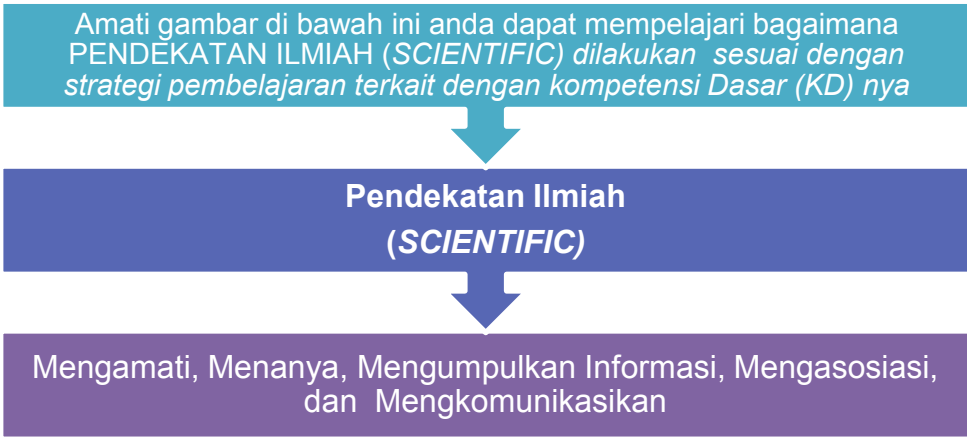 Amati gambar di bawah ini anda dapat mempelajari bagaimana
PENDEKATAN ILMIAH (SCIENTIFIC) dilakukan sesuai dengan
strategi pembelajaran terkait dengan kompetensi Dasar (KD) nya
Pendekatan Ilmiah
(SCIENTIFIC)
Mengamati, Menanya, Mengumpulkan Informasi, Mengasosiasi,
dan Mengkomunikasikan